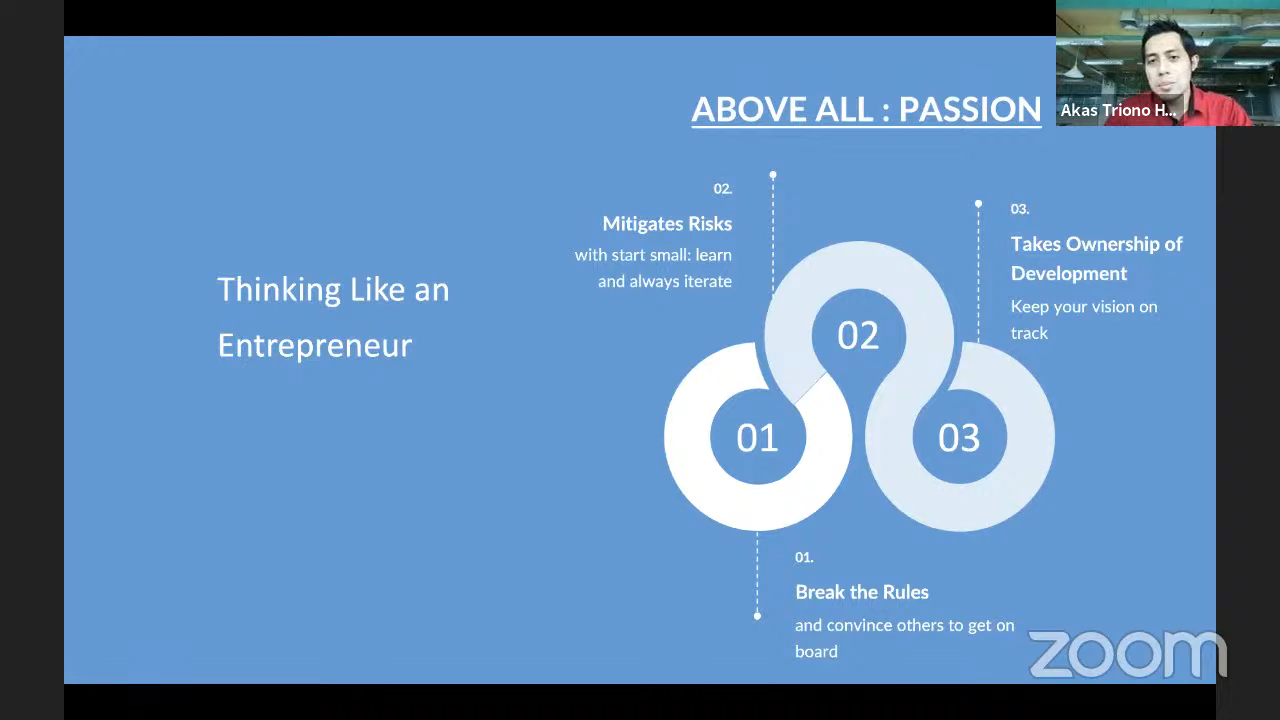 ABOVE ALL : PASSION
Akas Triono H...
Thinking Like an
Entrepreneur
02.
Mitigates Risks
with start small: learn
and always iterate
03.
Takes Ownership of
Development
Keep your vision on
track
02
01
03
01.
Break the Rules
and convince others to get on
board
zoom